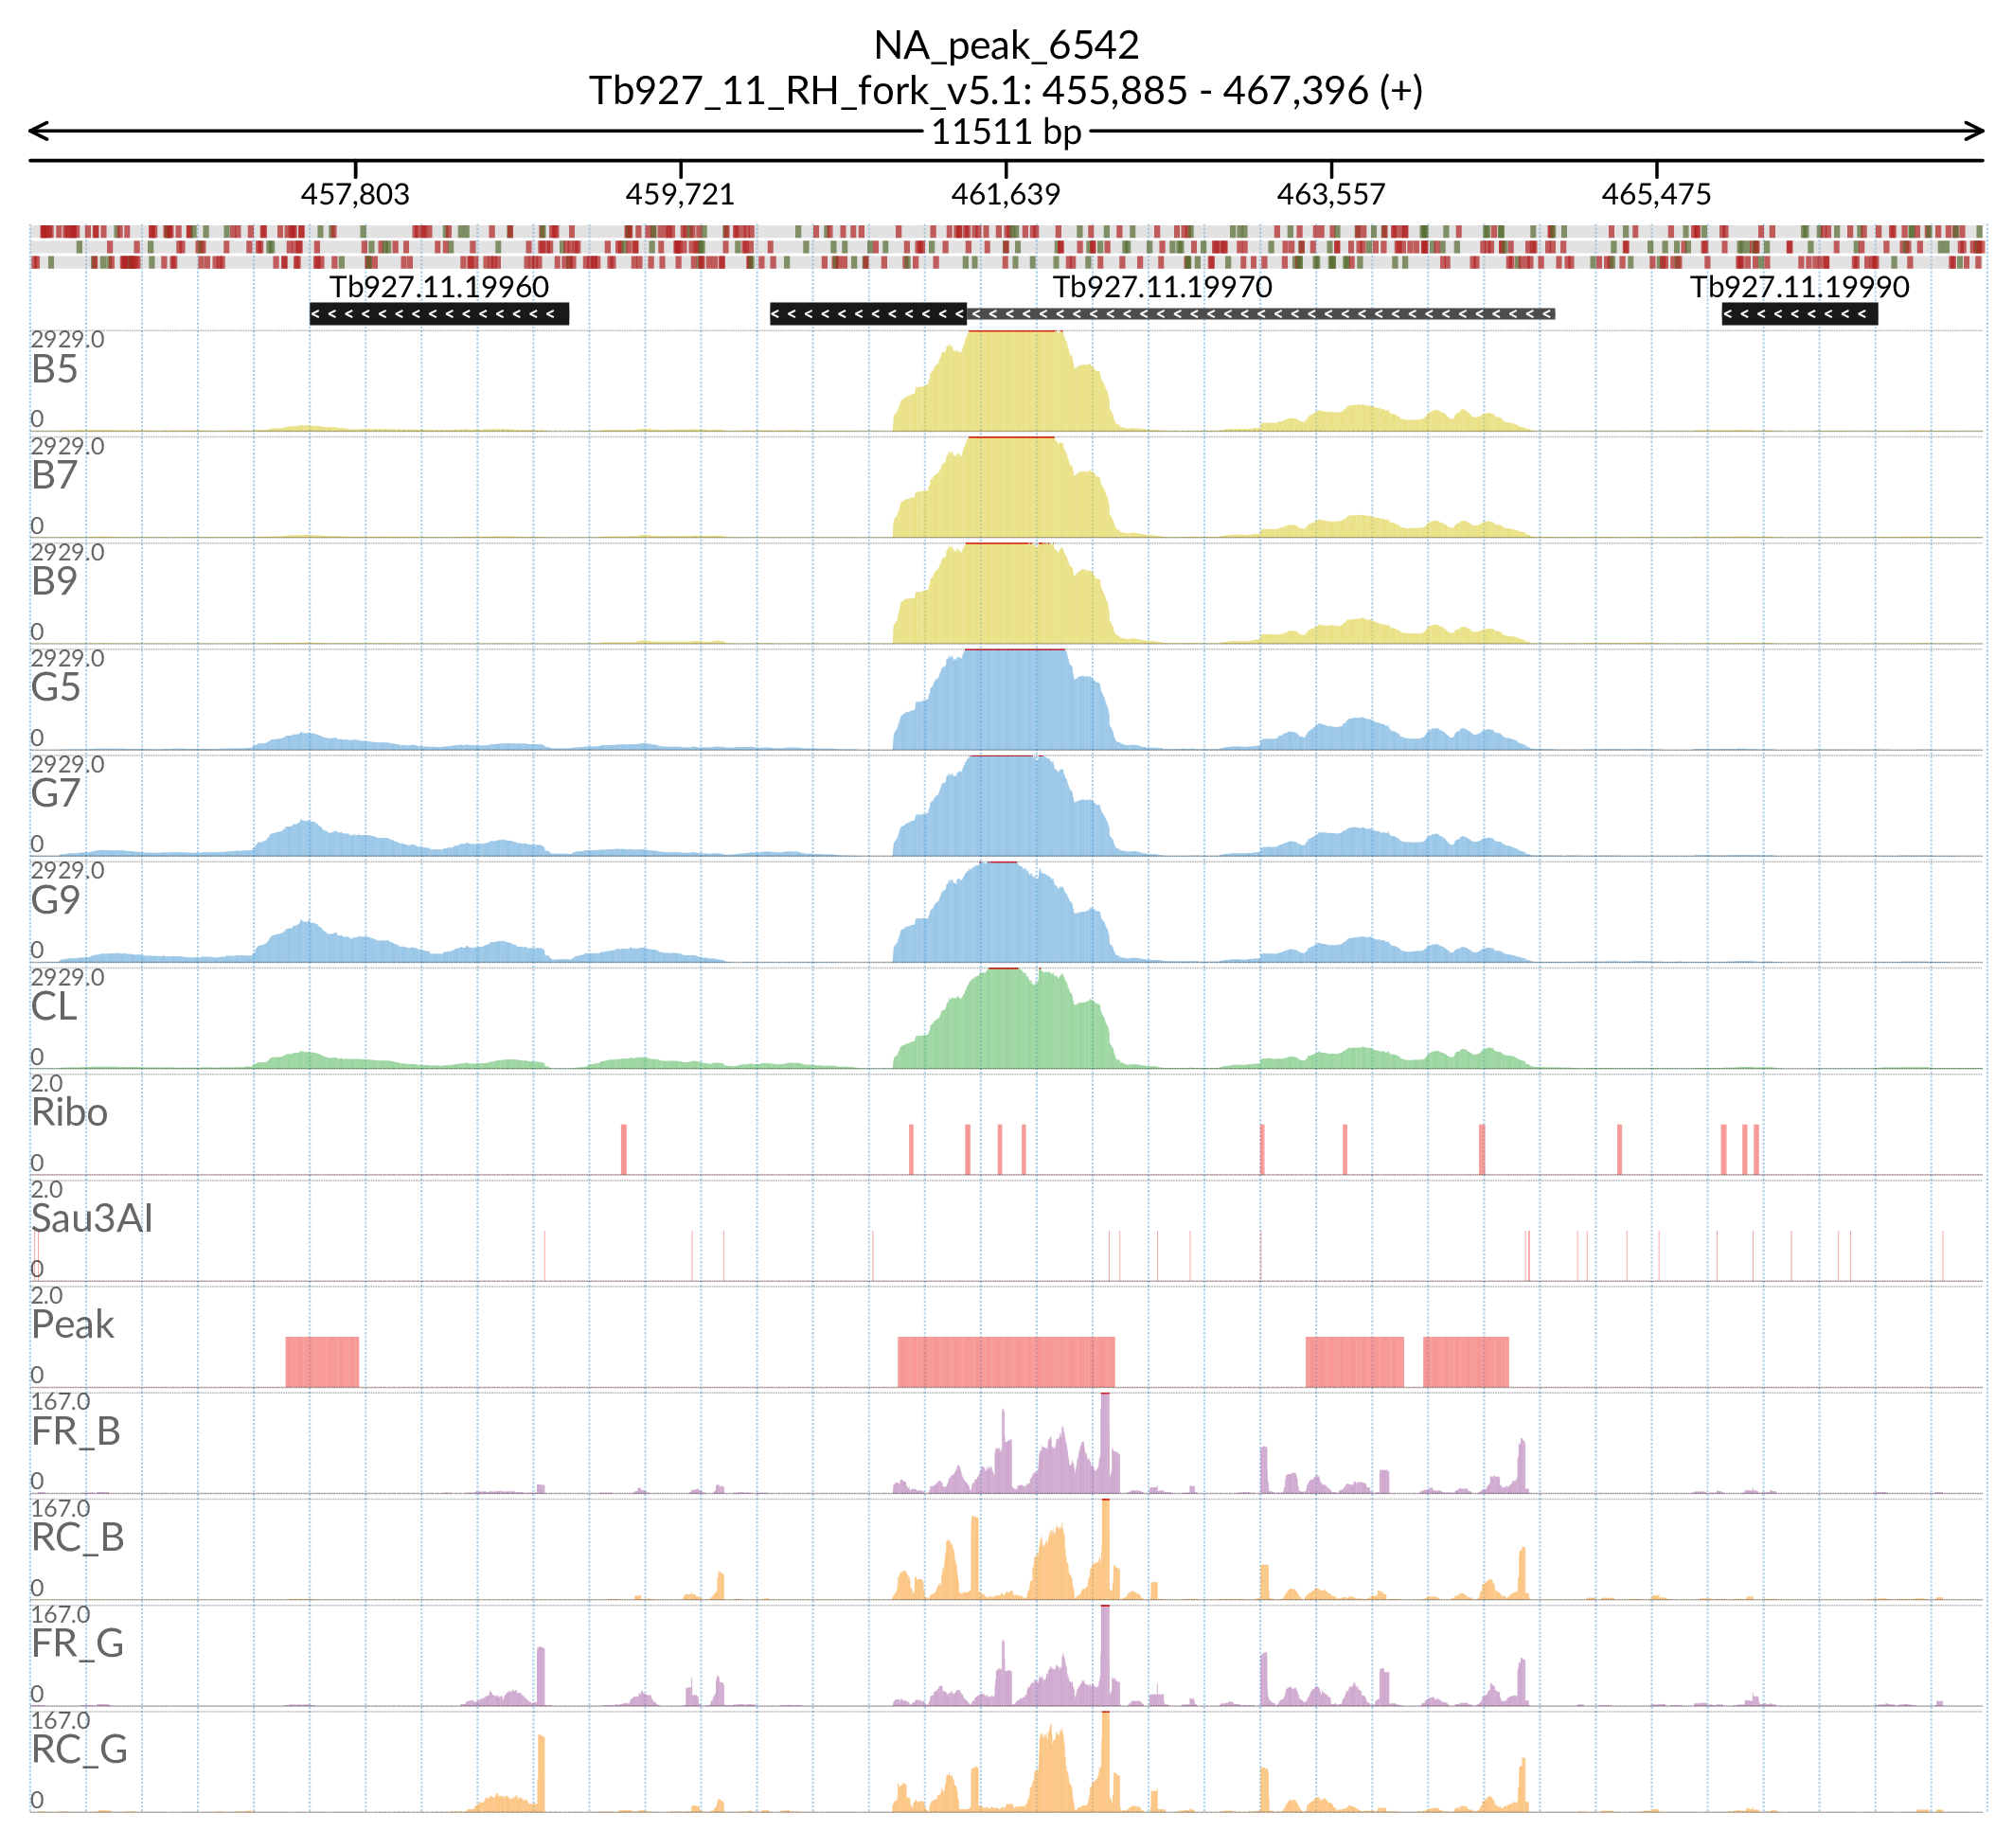 NA_peak_6542
Tb927_11_RH_fork_v5.1: 455,885 - 467,396 (+)
11511 bp
457,803 459,721 461,639 463,557 465,475
Tb927.11.19960 Tb927.11.19970 Tb927.11.19990
2929.0
B5
0
2929.0
B7
0
2929.0
B9
0
2929.0
G5
0
2929.0
G7
0
2929.0
G9
0
2929.0
CL
0
2.0
Ribo
0
2.0
Sau3AI
0
2.0
Peak
0
167.0
FR_B
0
167.0
RC_B
0
167.0
FR_G
0
167.0
RC_G
0